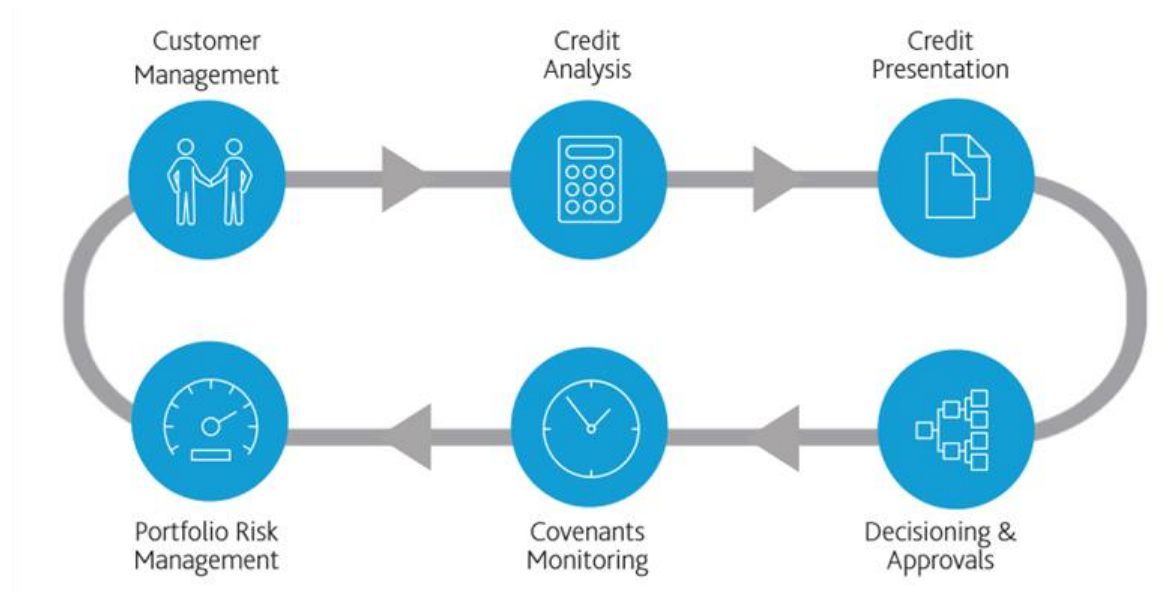 Customer
Management
Credit
Analysis
Credit
Presentation
Portfolio Risk
Management
Covenants
Monitoring
Decisioning &
Approvals